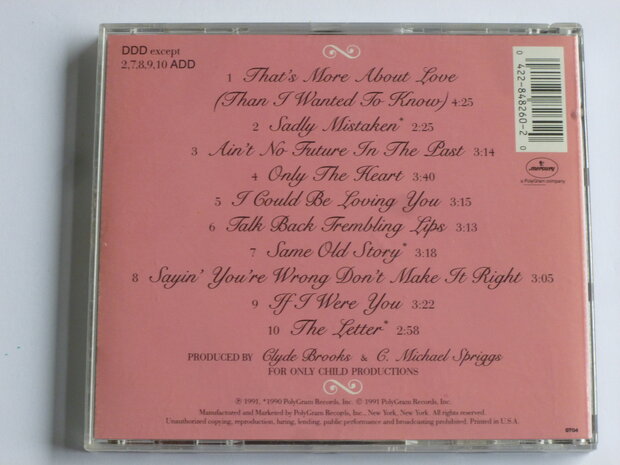 DDD except
2,7,8,9,10 ADD
1 That's More About Love
(Than I Wanted To Know) 4:25
2 Sadly Mistaken* 2:25
3 Ain't No Future In The Past 3:14
4 Only The Heart 3:40
5 I Could Be Loving You 3:15
6 Talk Back Trembling Lips 3:13
7 Same Old Story* 3:18
8 Sayin' You're Wrong Don't Make It Right 3:05
9 If I Were You 3:22
10 The Letter* 2:58
PRODUCED BY Clyde Brooks & C. Michael Spriggs
FOR ONLY CHILD PRODUCTIONS
℗ 1991, *1990 PolyGram Records, Inc. © 1991 PolyGram Records, Inc.
Manufactured and Marketed by PolyGram Records, Inc., New York, New York. All rights reserved.
Unauthorized copying, reproduction, hiring, lending, public performance and broadcasting prohibited. Printed in U.S.A.
0 422-848260-2 0
mercury
a PolyGram company
0704